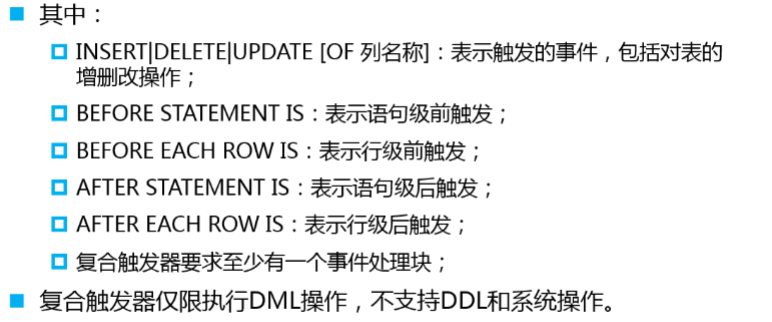 其中：
INSERT|DELETE|UPDATE [OF 列名称]：表示触发的事件，包括对表的
增删改操作；
BEFORE STATEMENT IS：表示语句级前触发；
BEFORE EACH ROW IS：表示行级前触发；
AFTER STATEMENT IS：表示语句级后触发；
AFTER EACH ROW IS：表示行级后触发；
复合触发器要求至少有一个事件处理块；
复合触发器仅限执行DML操作，不支持DDL和系统操作。